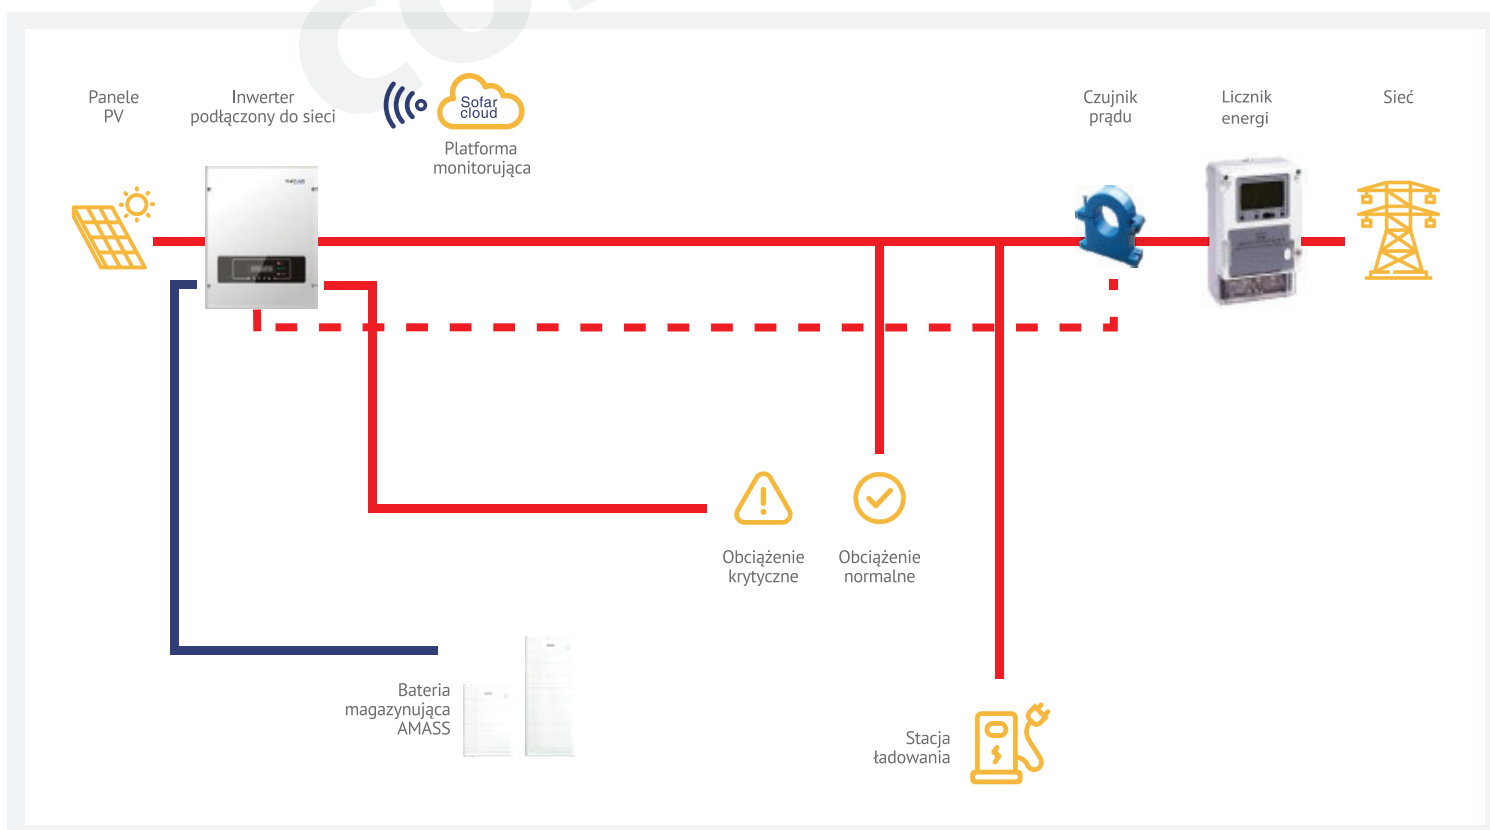 Panele
PV
Inwerter
podłączony do sieci
Sofar
cloud
Platforma
monitorująca
Czujnik
prądu
Licznik
energi
Sieć
Obciążenie
krytyczne
Obciążenie
normalne
Bateria
magazynująca
AMASS
Stacja
ładowania